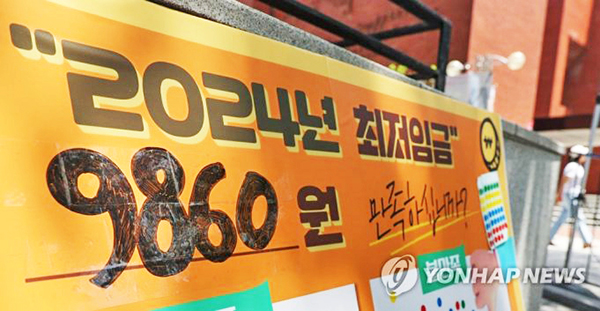 "2024년 최저임금"
9860원 만족하십니까?
₩
YONHAP NEWS